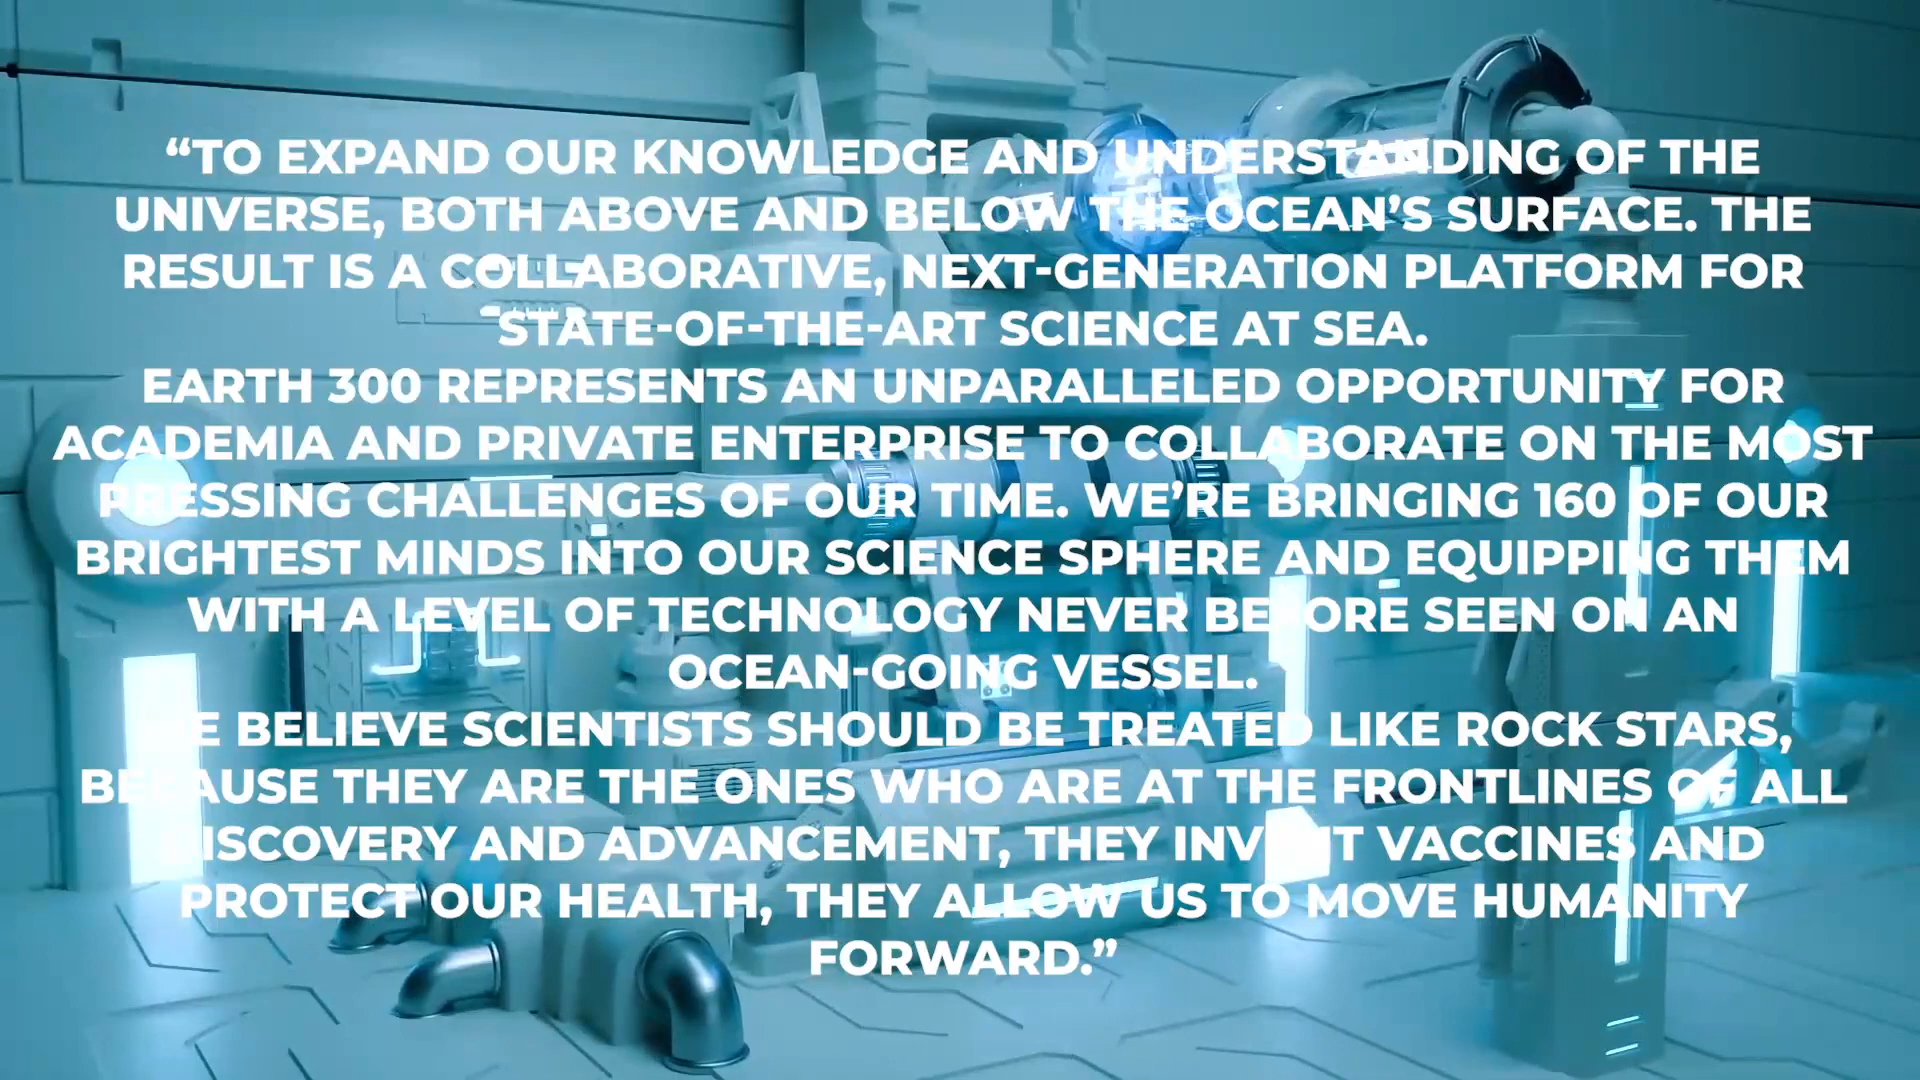 “TO EXPAND OUR KNOWLEDGE AND UNDERSTANDING OF THE
UNIVERSE, BOTH ABOVE AND BELOW THE OCEAN’S SURFACE. THE
RESULT IS A COLLABORATIVE, NEXT-GENERATION PLATFORM FOR
STATE-OF-THE-ART SCIENCE AT SEA.
EARTH 300 REPRESENTS AN UNPARALLELED OPPORTUNITY FOR
ACADEMIA AND PRIVATE ENTERPRISE TO COLLABORATE ON THE MOST
PRESSING CHALLENGES OF OUR TIME. WE’RE BRINGING 160 OF OUR
BRIGHTEST MINDS INTO OUR SCIENCE SPHERE AND EQUIPPING THEM
WITH A LEVEL OF TECHNOLOGY NEVER BEFORE SEEN ON AN
OCEAN-GOING VESSEL.
WE BELIEVE SCIENTISTS SHOULD BE TREATED LIKE ROCK STARS,
BECAUSE THEY ARE THE ONES WHO ARE AT THE FRONTLINES OF ALL
DISCOVERY AND ADVANCEMENT, THEY INVENT VACCINES AND
PROTECT OUR HEALTH, THEY ALLOW US TO MOVE HUMANITY
FORWARD.”